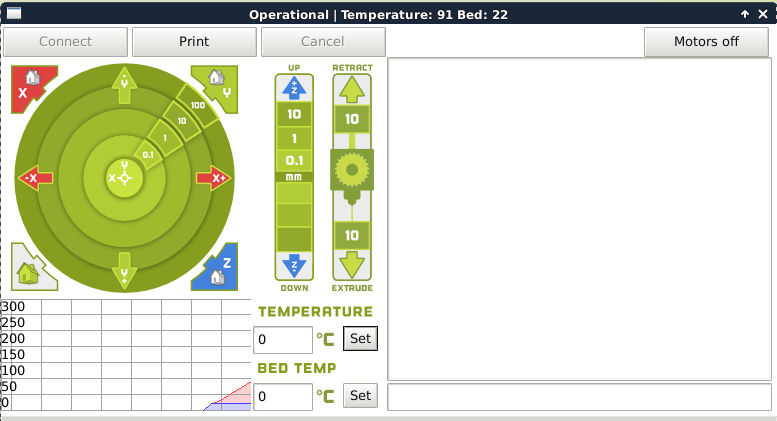 Operational | Temperature: 91 Bed: 22
Connect
Print
Cancel
Motors off
X
-Y
Y
100
10
1
0.1
Y
X
-X
X+
Y+
Z
UP
+Z
10
1
0.1
mm
-Z
DOWN
RETRACT
10
10
EXTRUDE
300
250
200
150
100
50
0
TEMPERATURE
0 °C Set
BED TEMP
0 °C Set